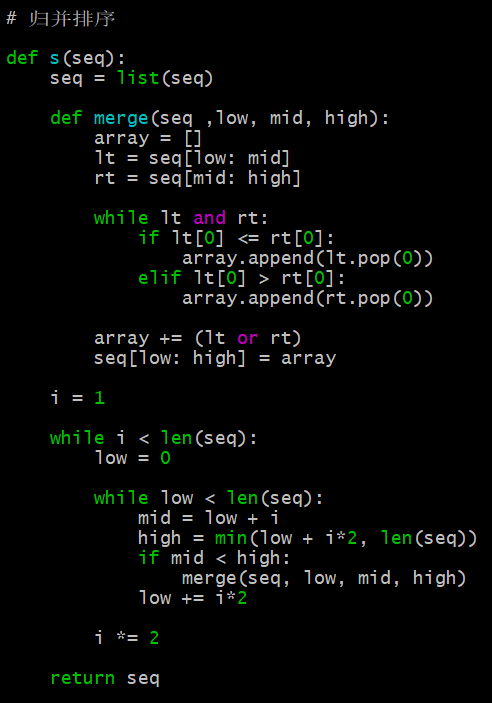 # 归并排序
def s(seq):
    seq = list(seq)
    def merge(seq ,low, mid, high):
        array = []
        lt = seq[low: mid]
        rt = seq[mid: high]
        while lt and rt:
            if lt[0] <= rt[0]:
                array.append(lt.pop(0))
            elif lt[0] > rt[0]:
                array.append(rt.pop(0))
        array += (lt or rt)
        seq[low: high] = array
    i = 1
    while i < len(seq):
        low = 0
        while low < len(seq):
            mid = low + i
            high = min(low + i*2, len(seq))
            if mid < high:
                merge(seq, low, mid, high)
            low += i*2
        i *= 2
    return seq